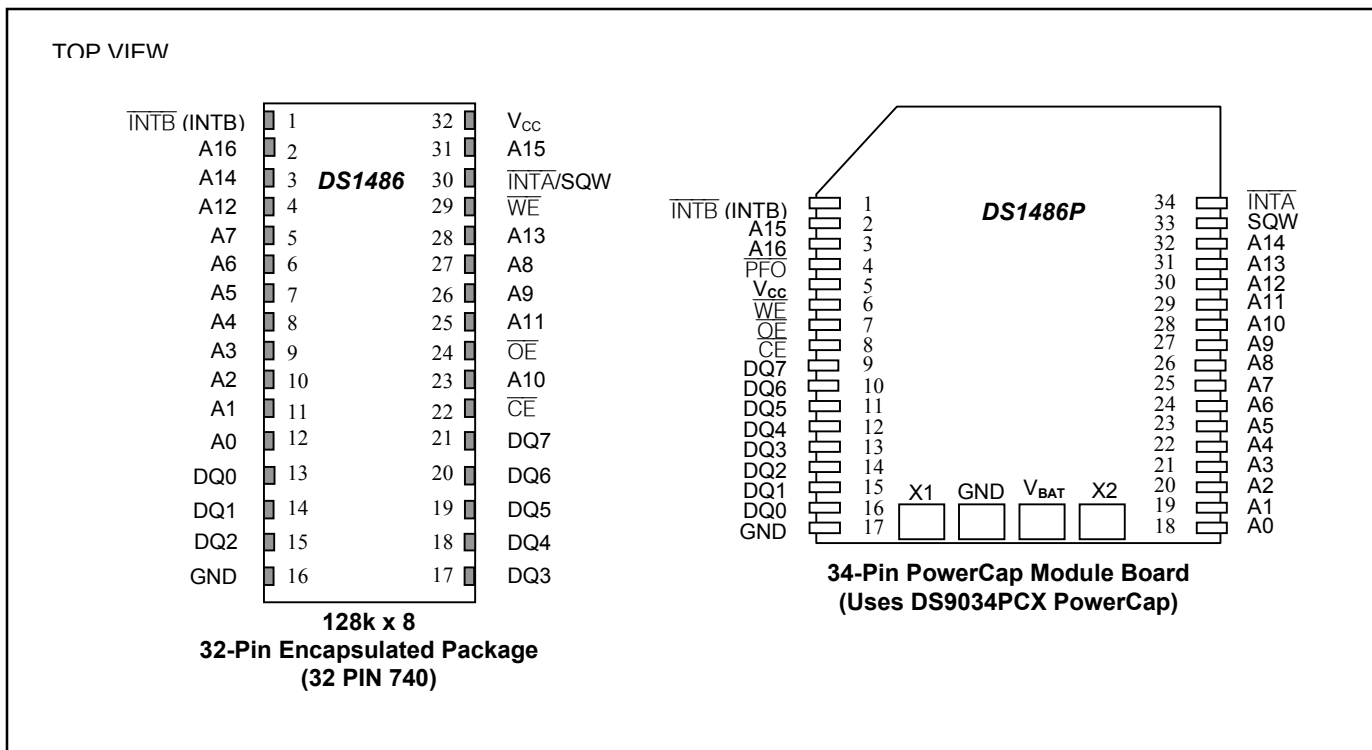 TOP VIEW
INTB (INTB) 1 32 VCC
A16 2 31 A15
A14 3 DS1486 30 INTA/SQW
A12 4 29 WE
A7 5 28 A13
A6 6 27 A8
A5 7 26 A9
A4 8 25 A11
A3 9 24 OE
A2 10 23 A10
A1 11 22 CE
A0 12 21 DQ7
DQ0 13 20 DQ6
DQ1 14 19 DQ5
DQ2 15 18 DQ4
GND 16 17 DQ3
128k x 8
32-Pin Encapsulated Package
(32 PIN 740)
INTB (INTB) 1 DS1486P 34 INTA
A15 2 33 SQW
A16 3 32 A14
PFO 4 31 A13
VCC 5 30 A12
WE 6 29 A11
OE 7 28 A10
CE 8 27 A9
DQ7 9 26 A8
DQ6 10 25 A7
DQ5 11 24 A6
DQ4 12 23 A5
DQ3 13 22 A4
DQ2 14 21 A3
DQ1 15 20 A2
DQ0 16 19 A1
GND 17 18 A0
X1 GND VBAT X2
34-Pin PowerCap Module Board
(Uses DS9034PCX PowerCap)